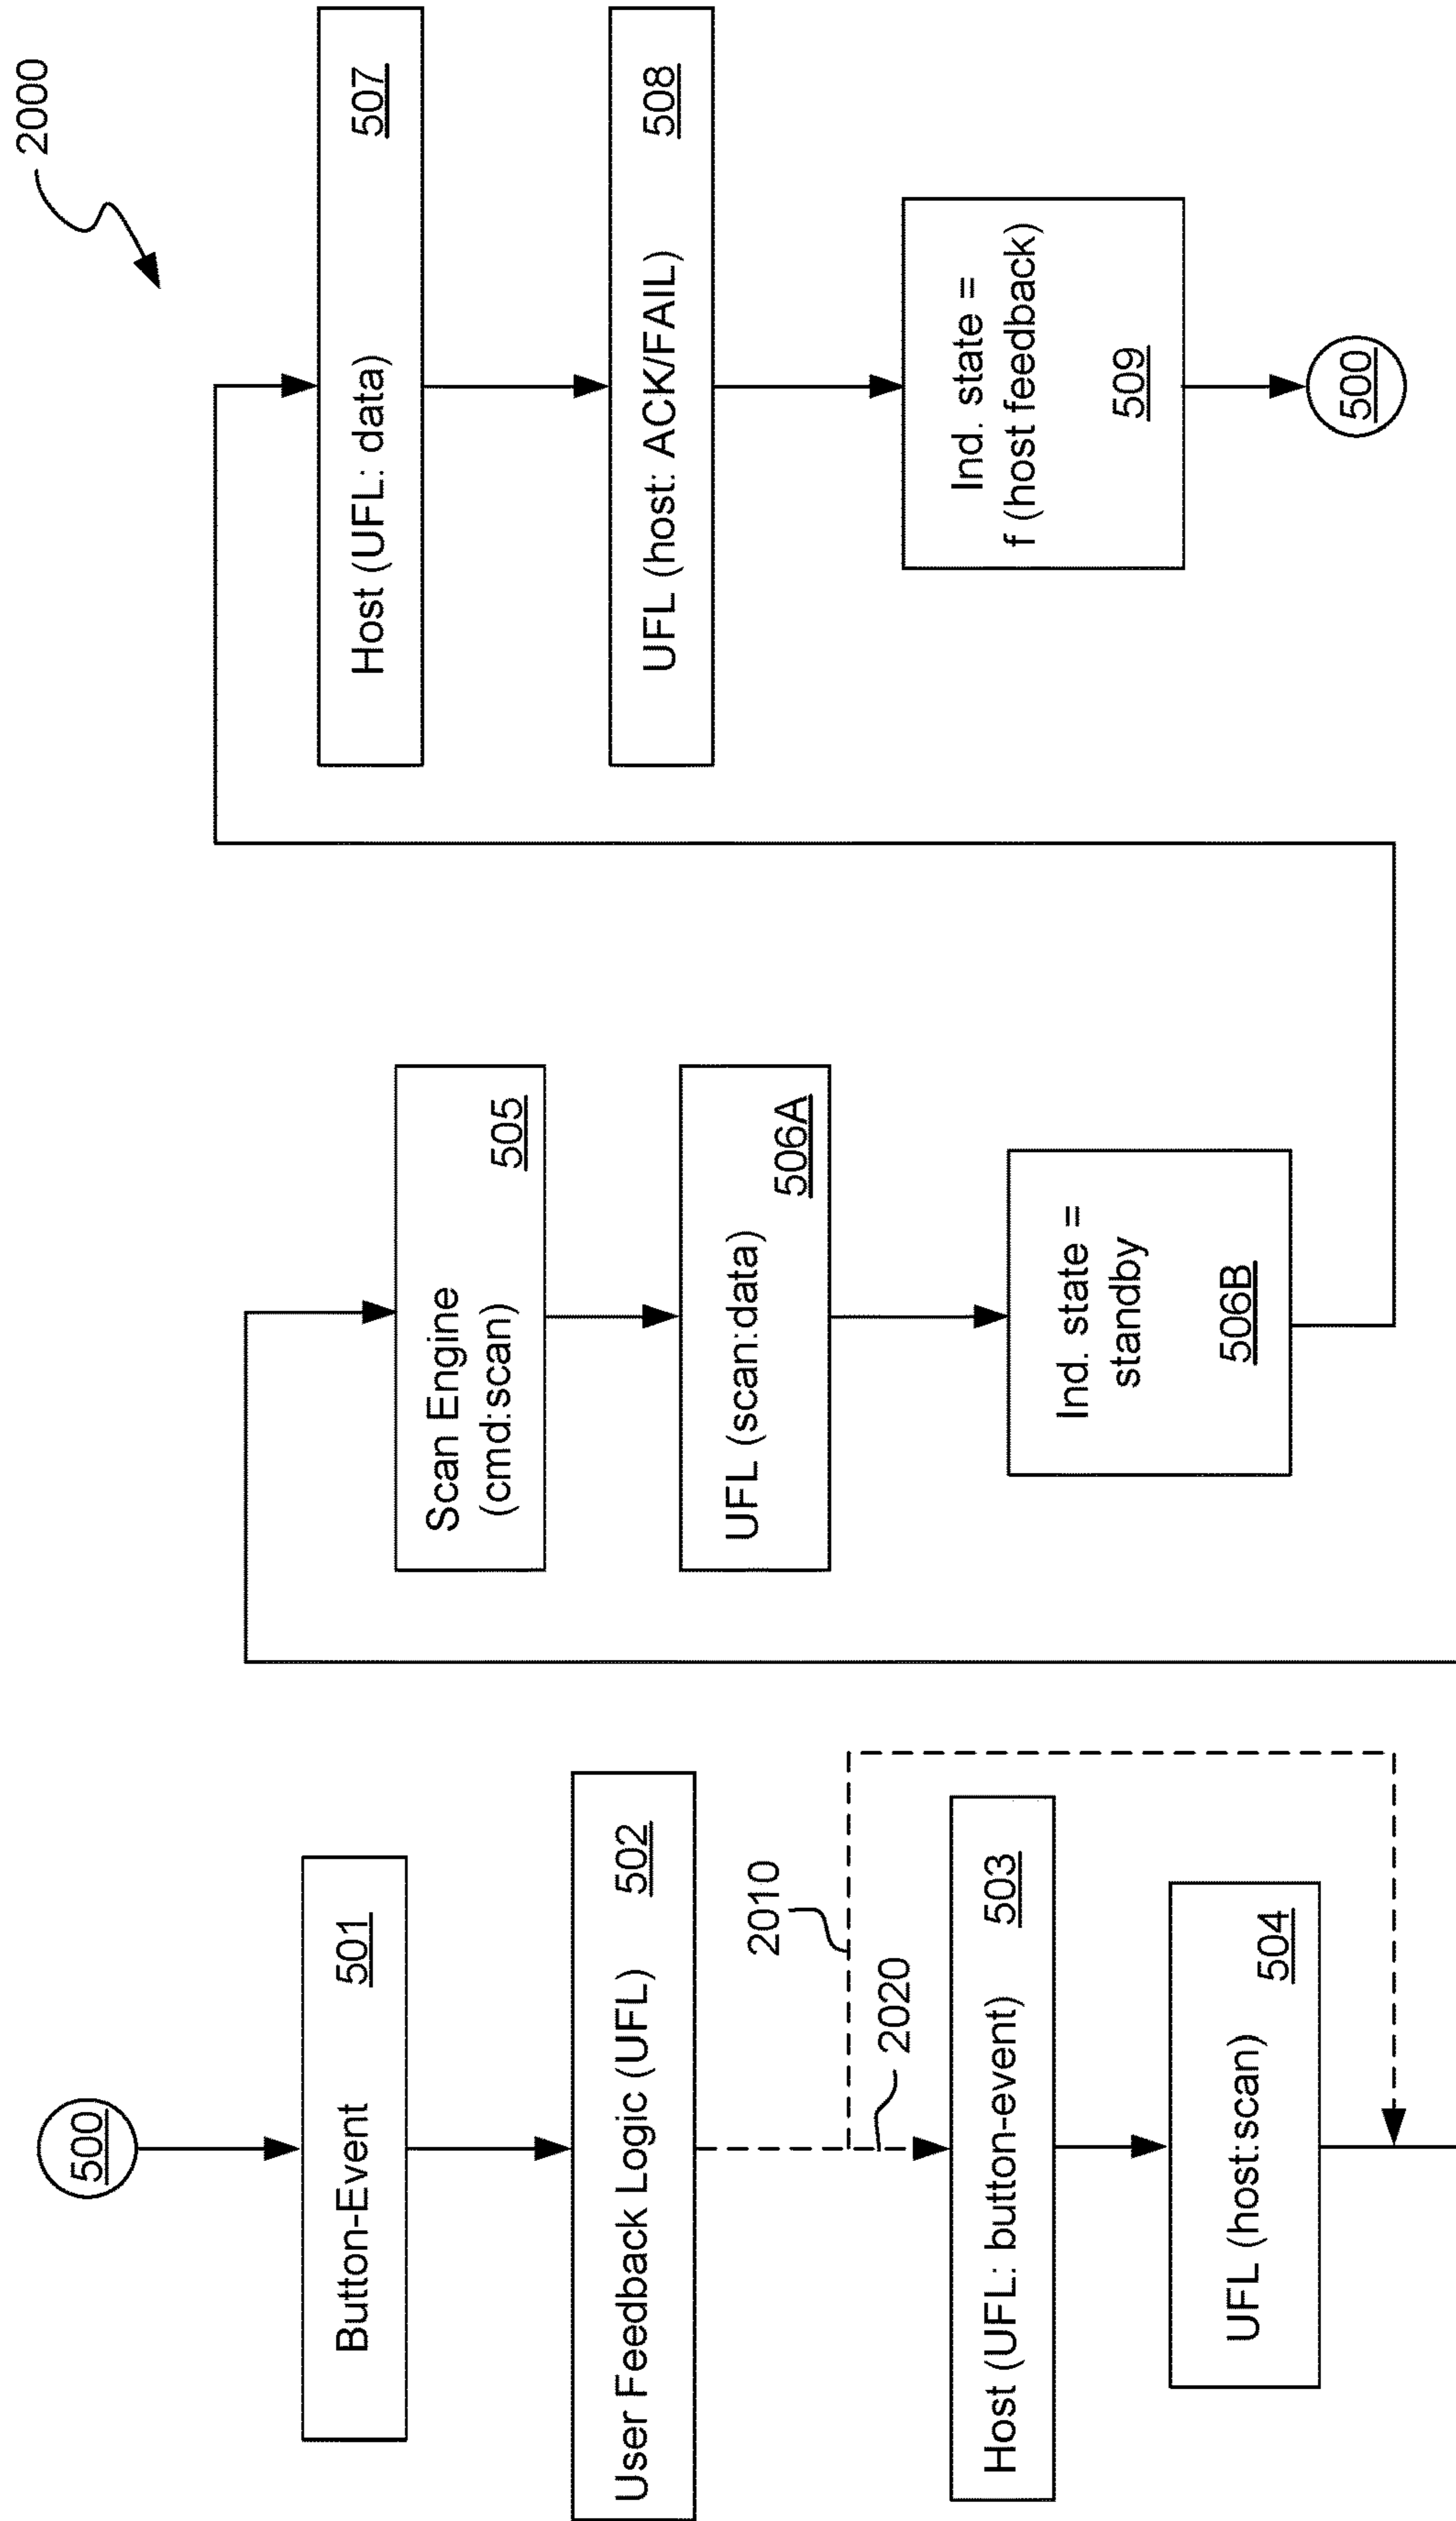 2000
500
Button-Event 501
User Feedback Logic (UFL) 502
2010
2020
Host (UFL: button-event) 503
UFL (host:scan) 504
Scan Engine
(cmd:scan) 505
UFL (scan:data) 506A
Ind. state =
standby
506B
Host (UFL: data) 507
UFL (host: ACK/FAIL) 508
Ind. state =
f (host feedback)
509
500